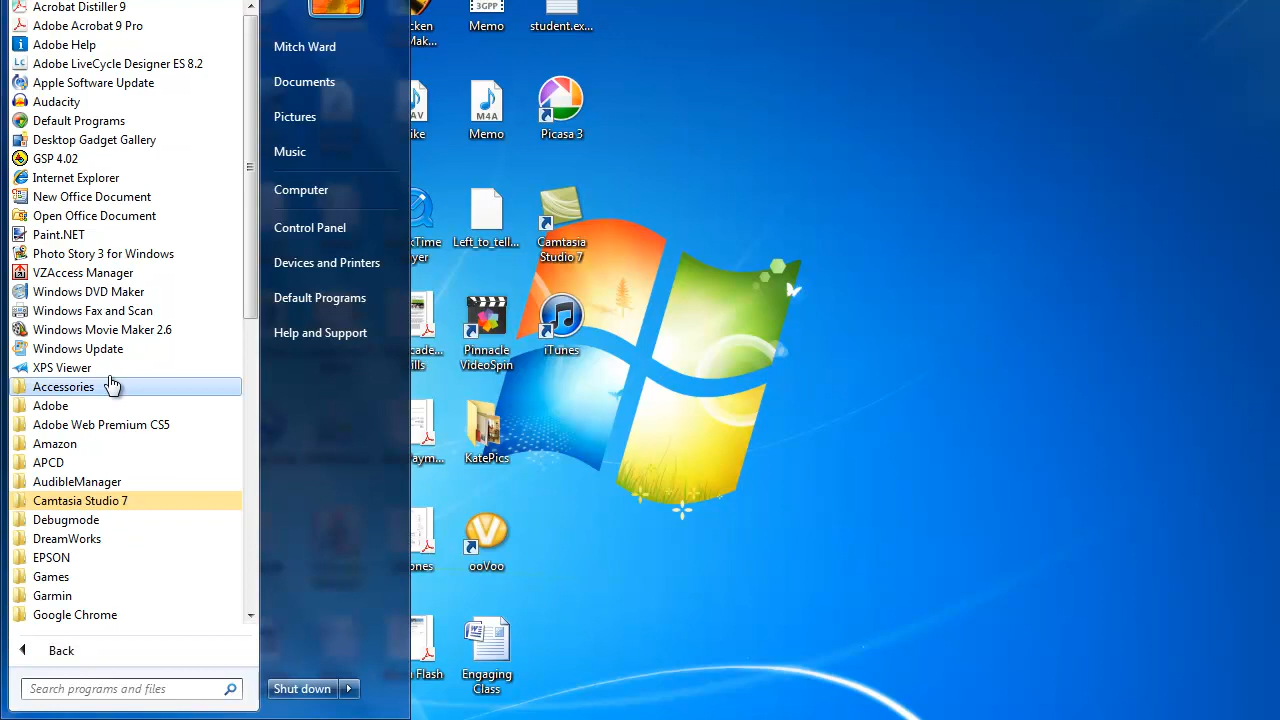 Acrobat Distiller 9
Adobe Acrobat 9 Pro
Adobe Help
Adobe LiveCycle Designer ES 8.2
Apple Software Update
Audacity
Default Programs
Desktop Gadget Gallery
GSP 4.02
Internet Explorer
New Office Document
Open Office Document
Paint.NET
Photo Story 3 for Windows
VZAccess Manager
Windows DVD Maker
Windows Fax and Scan
Windows Movie Maker 2.6
Windows Update
XPS Viewer
Accessories
Adobe
Adobe Web Premium CS5
Amazon
APCD
AudibleManager
Camtasia Studio 7
Debugmode
DreamWorks
EPSON
Games
Garmin
Google Chrome
Back
Search programs and files
Mitch Ward
Documents
Pictures
Music
Computer
Control Panel
Devices and Printers
Default Programs
Help and Support
Shut down
cken
Mak...
3GPP
Memo
student.ex...
AV
ike
M4A
Memo
Picasa 3
kTime
yer
Left_to_tell...
Camtasia
Studio 7
cade...
ills
Pinnacle
VideoSpin
iTunes
aym...
KatePics
ones
ooVoo
Flash
Engaging
Class